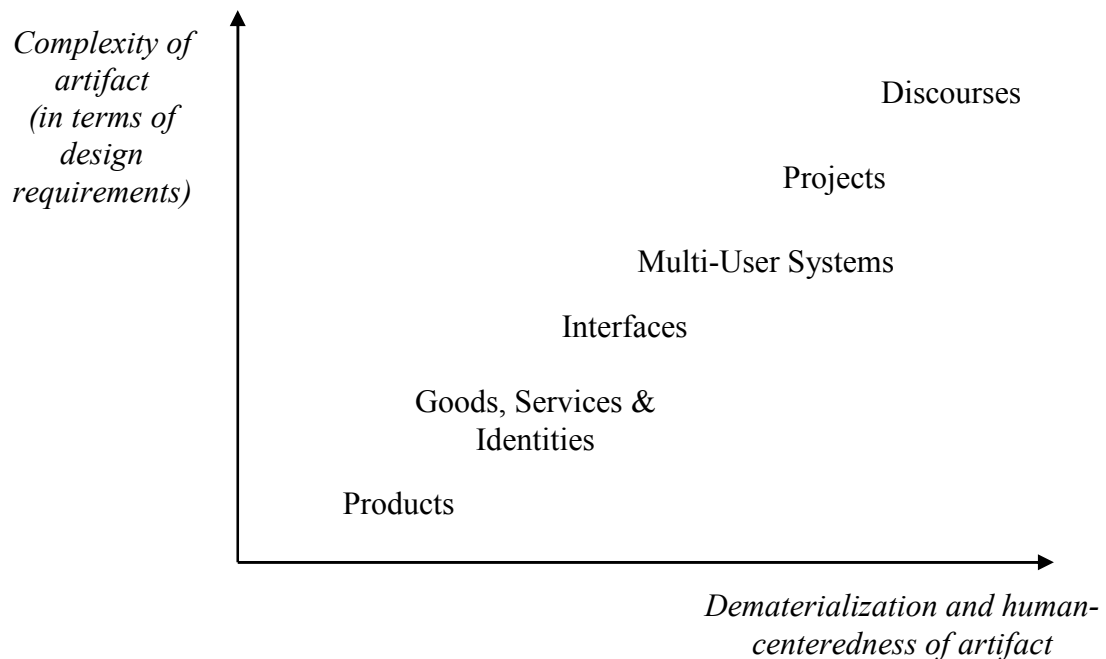 Complexity of
artifact
(in terms of
design
requirements)
Discourses
Projects
Multi-User Systems
Interfaces
Goods, Services &
Identities
Products
Dematerialization and human-
centeredness of artifact